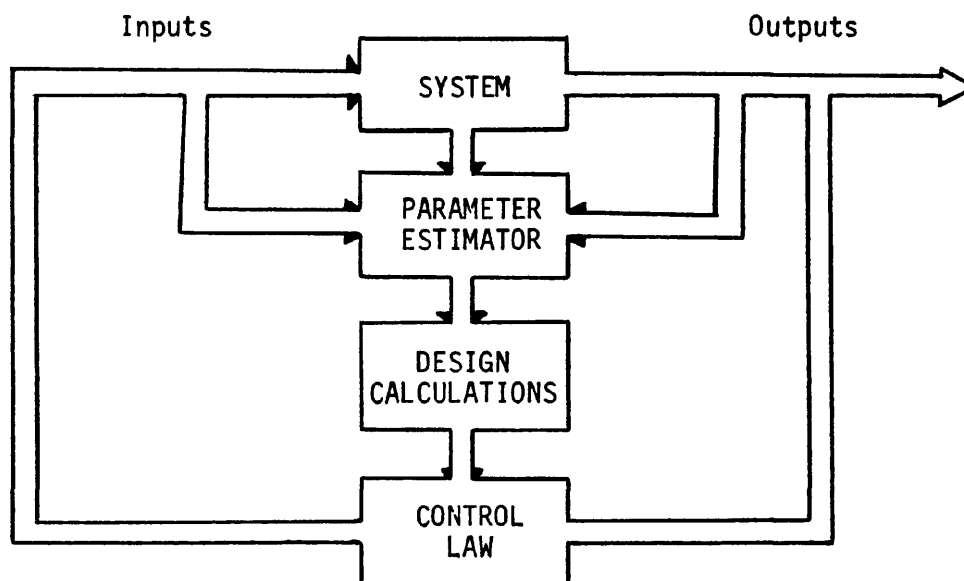 Inputs
Outputs
SYSTEM
PARAMETER
ESTIMATOR
DESIGN
CALCULATIONS
CONTROL
LAW